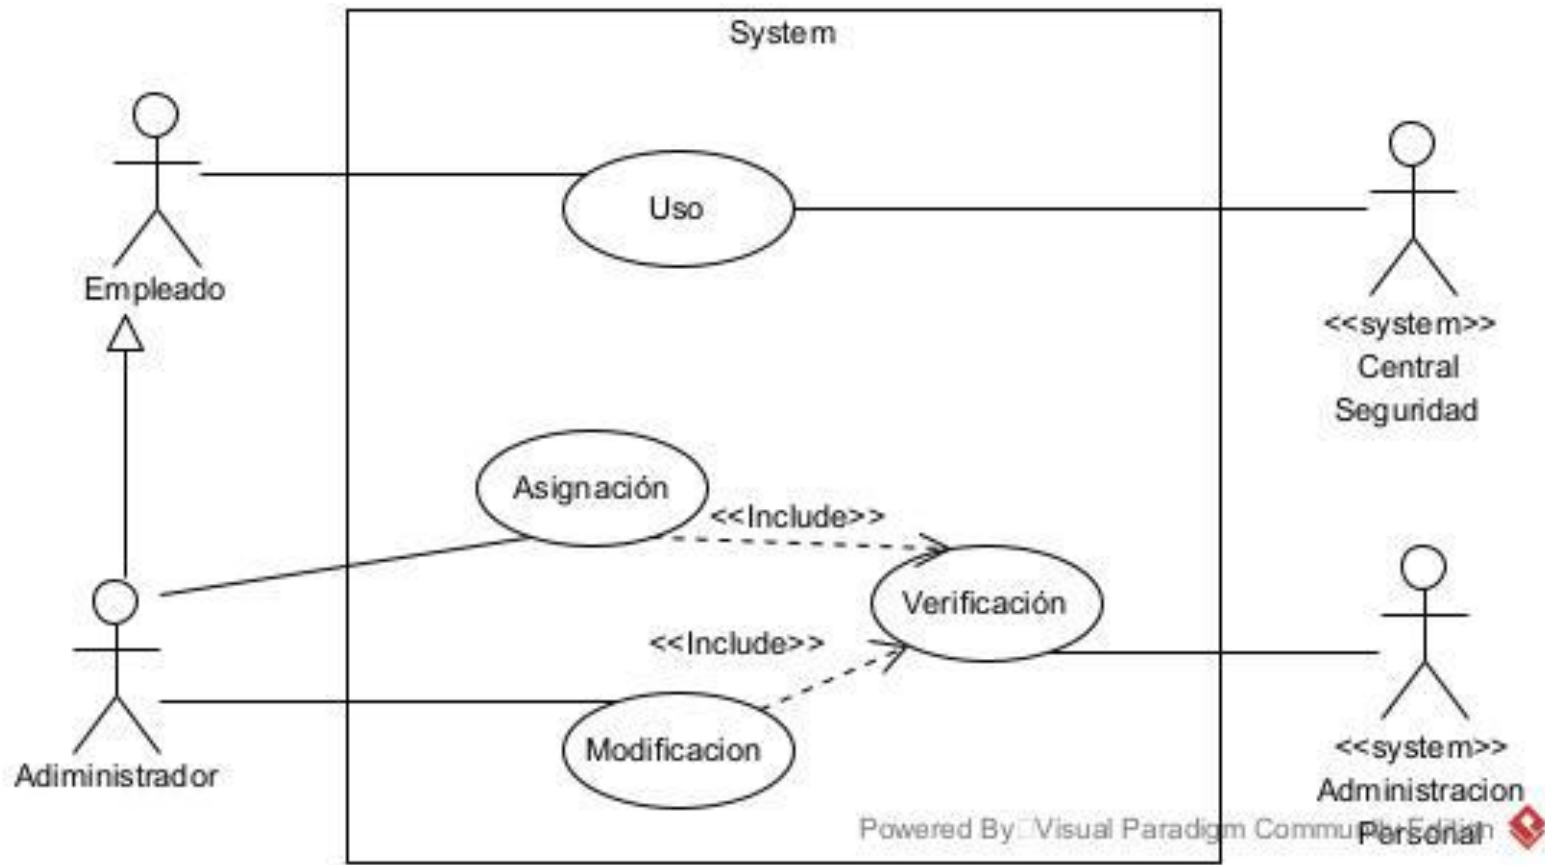 System
Uso
Empleado
<<system>>
Central
Seguridad
Asignación
<<Include>>
Verificación
<<Include>>
Modificacion
Adiministrador
<<system>>
Administracion
Personal
Powered By Visual Paradigm Community Edition